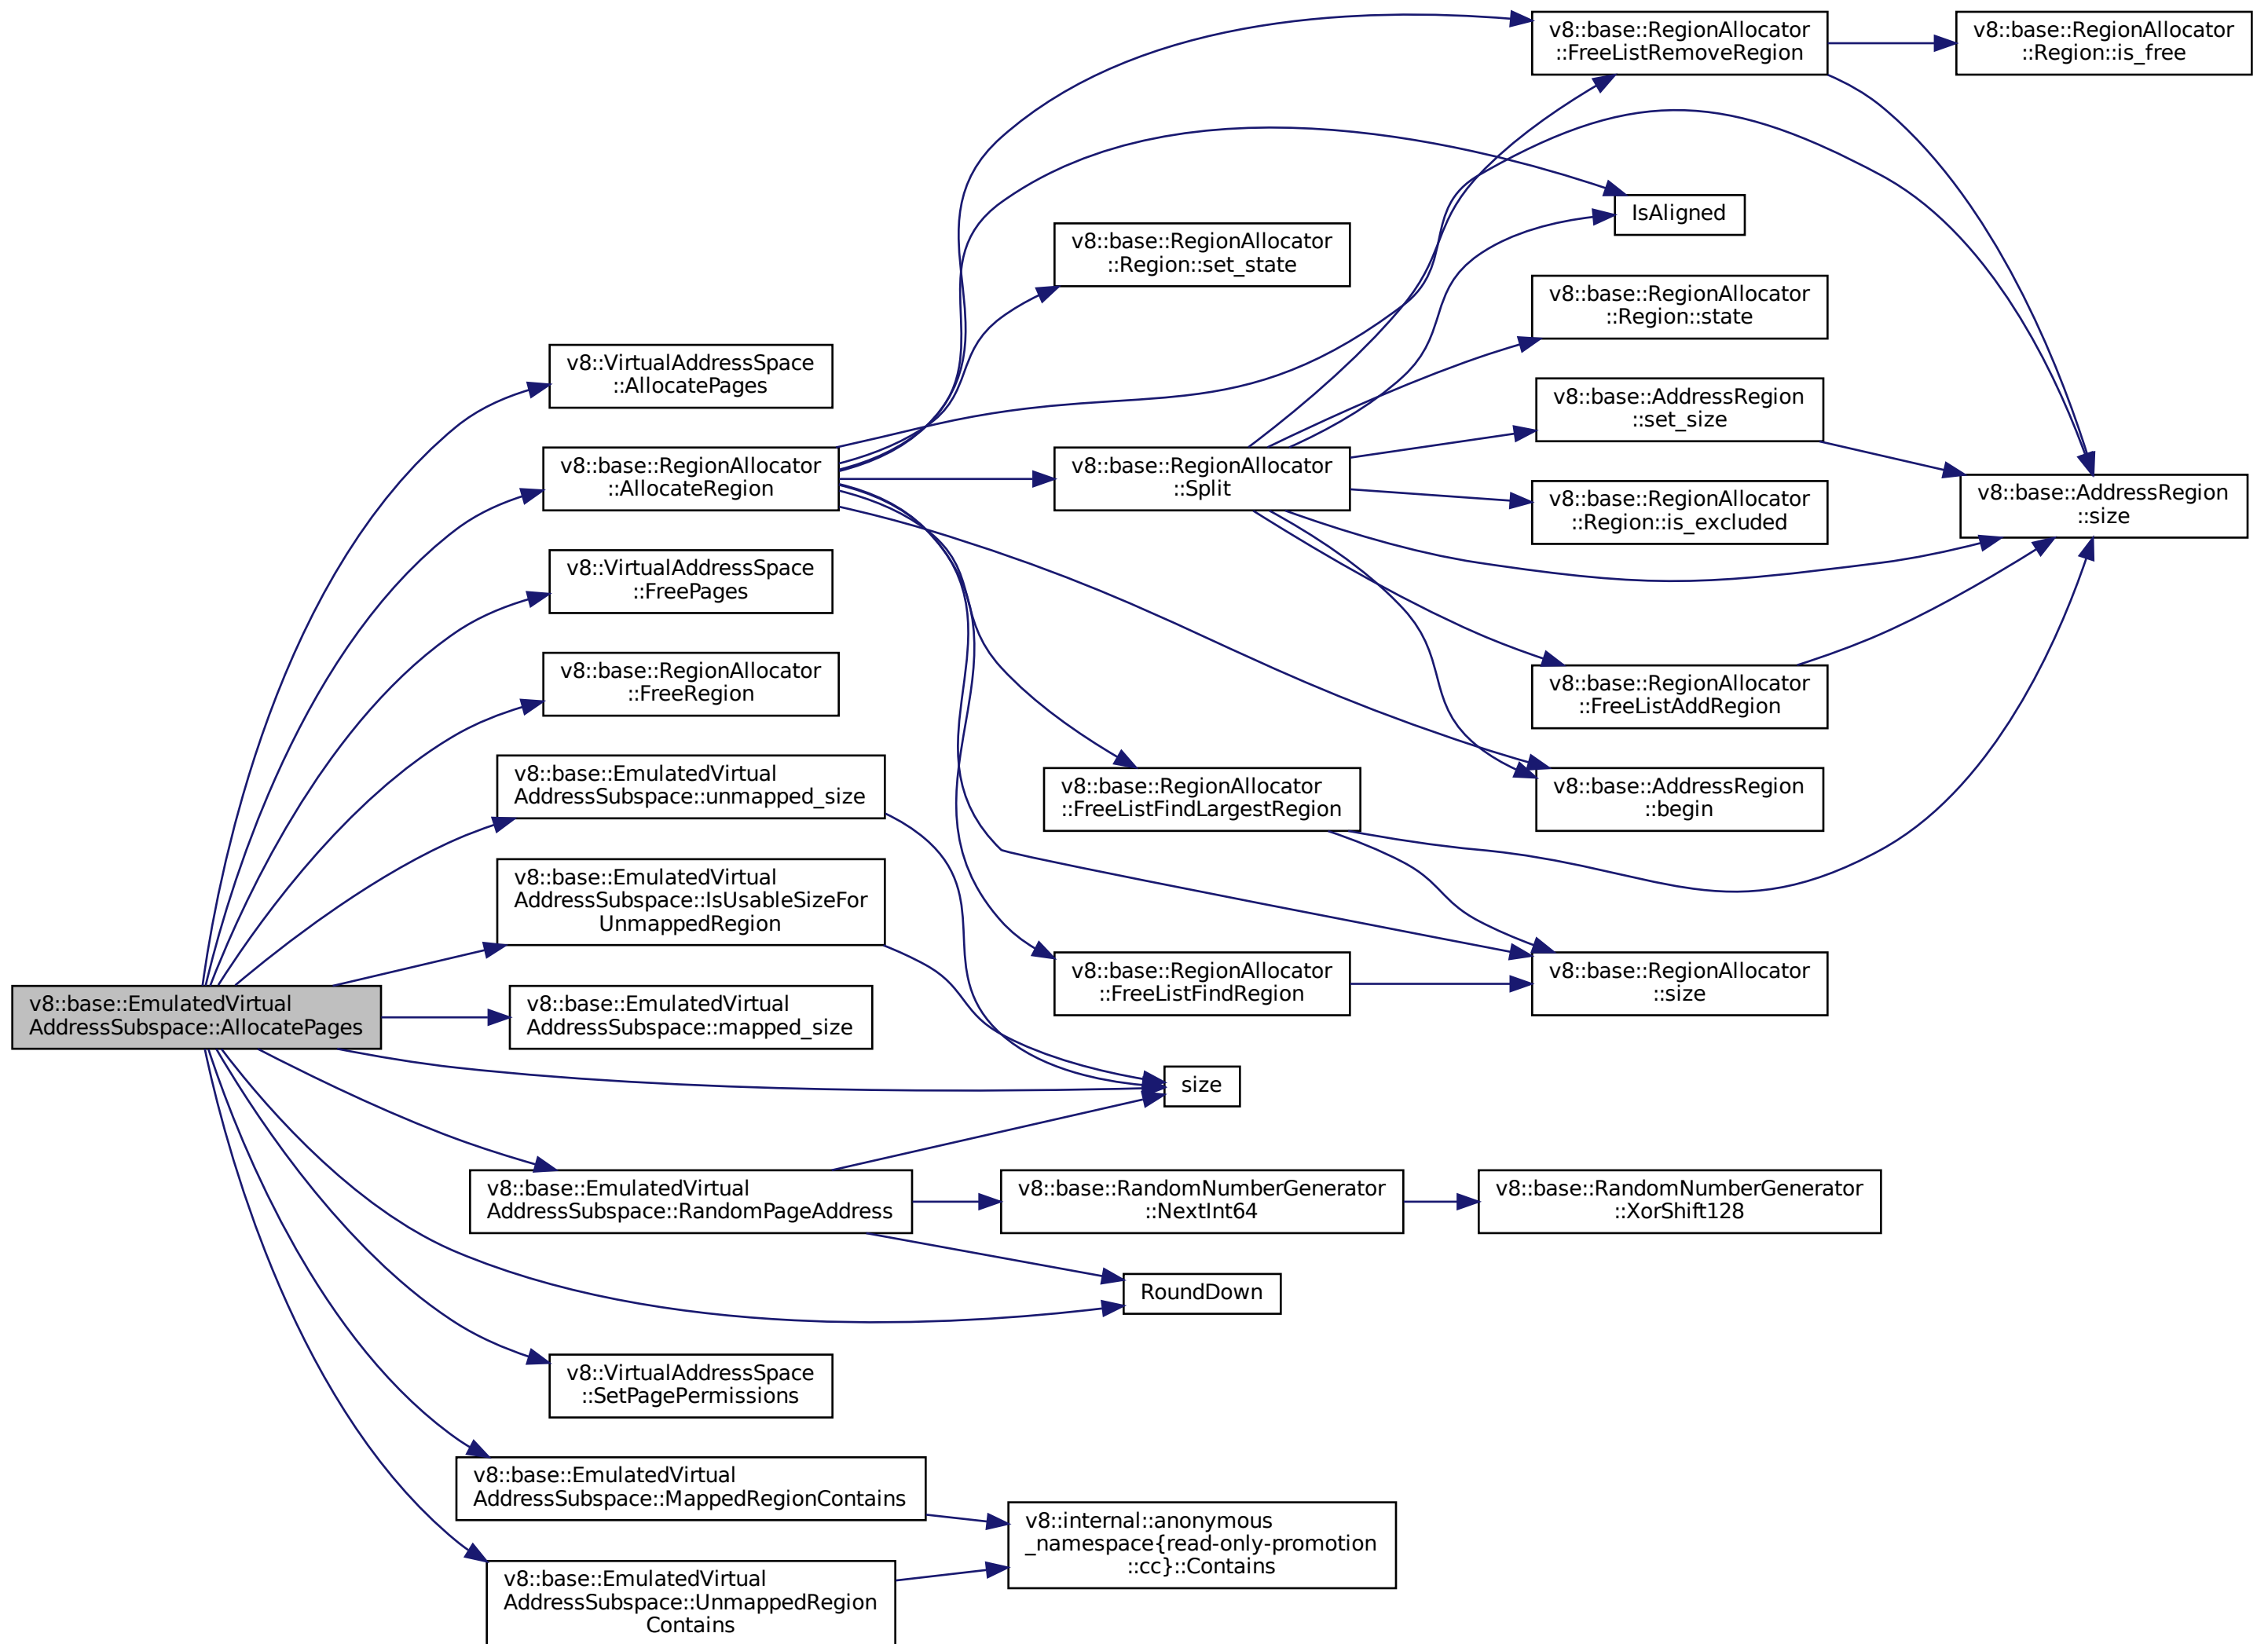 v8::base::RegionAllocator
::FreeListRemoveRegion
v8::base::RegionAllocator
::Region::is_free
IsAligned
v8::base::RegionAllocator
::Region::set_state
v8::base::RegionAllocator
::Region::state
v8::VirtualAddressSpace
::AllocatePages
v8::base::AddressRegion
::set_size
v8::base::RegionAllocator
::AllocateRegion
v8::base::RegionAllocator
::Split
v8::base::RegionAllocator
::Region::is_excluded
v8::base::AddressRegion
::size
v8::VirtualAddressSpace
::FreePages
v8::base::RegionAllocator
::FreeRegion
v8::base::RegionAllocator
::FreeListAddRegion
v8::base::EmulatedVirtual
AddressSubspace::unmapped_size
v8::base::RegionAllocator
::FreeListFindLargestRegion
v8::base::AddressRegion
::begin
v8::base::EmulatedVirtual
AddressSubspace::IsUsableSizeFor
UnmappedRegion
v8::base::RegionAllocator
::FreeListFindRegion
v8::base::RegionAllocator
::size
v8::base::EmulatedVirtual
AddressSubspace::AllocatePages
v8::base::EmulatedVirtual
AddressSubspace::mapped_size
size
v8::base::EmulatedVirtual
AddressSubspace::RandomPageAddress
v8::base::RandomNumberGenerator
::NextInt64
v8::base::RandomNumberGenerator
::XorShift128
RoundDown
v8::VirtualAddressSpace
::SetPagePermissions
v8::base::EmulatedVirtual
AddressSubspace::MappedRegionContains
v8::internal::anonymous
_namespace{read-only-promotion
::cc}::Contains
v8::base::EmulatedVirtual
AddressSubspace::UnmappedRegion
Contains